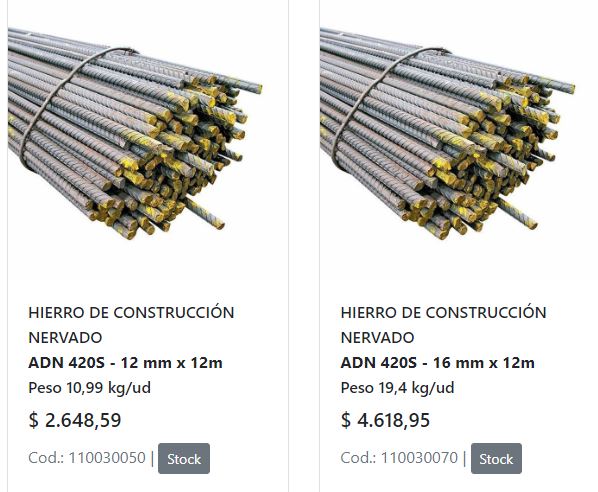 HIERRO DE CONSTRUCCIÓN
NERVADO
ADN 420S - 12 mm x 12m
Peso 10,99 kg/ud
$ 2.648,59
Cod.: 110030050 | Stock
HIERRO DE CONSTRUCCIÓN
NERVADO
ADN 420S - 16 mm x 12m
Peso 19,4 kg/ud
$ 4.618,95
Cod.: 110030070 | Stock